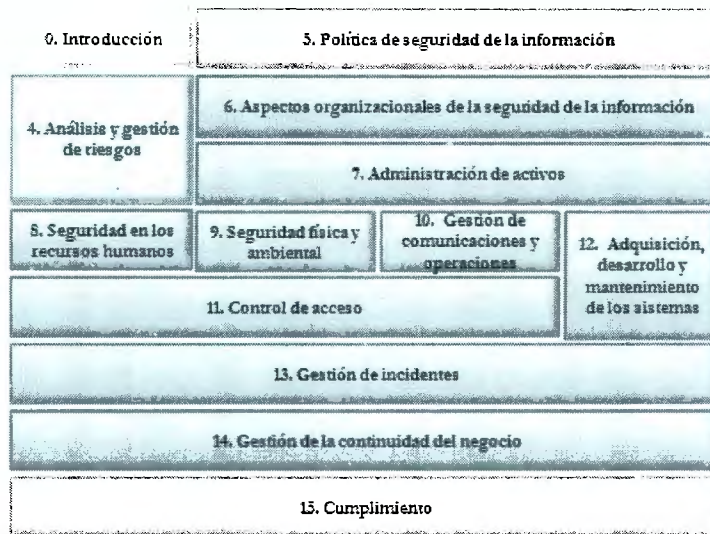 0. Introducción
5. Política de seguridad de la información
4. Análisis y gestión
de riesgos
6. Aspectos organizacionales de la seguridad de la información
7. Administración de activos
8. Seguridad en los
recursos humanos
9. Seguridad física y
ambiental
10. Gestión de
comunicaciones y
operaciones
12. Adquisición,
desarrollo y
mantenimiento
de los sistemas
11. Control de acceso
13. Gestión de incidentes
14. Gestión de la continuidad del negocio
15. Cumplimiento